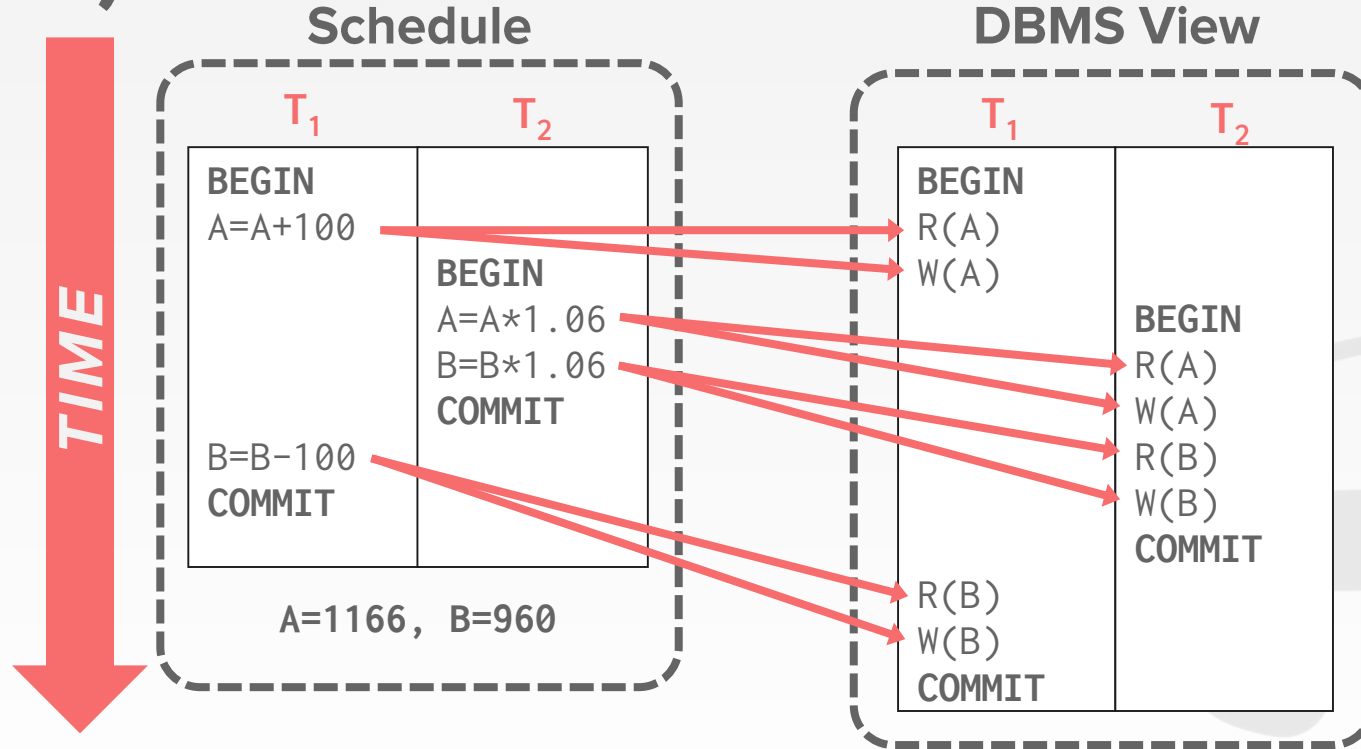 Schedule
DBMS View
TIME
T₁
T₂
BEGIN
A=A+100
BEGIN
A=A*1.06
B=B*1.06
COMMIT
B=B-100
COMMIT
A=1166, B=960
T₁
T₂
BEGIN
R(A)
W(A)
BEGIN
R(A)
W(A)
R(B)
W(B)
COMMIT
R(B)
W(B)
COMMIT